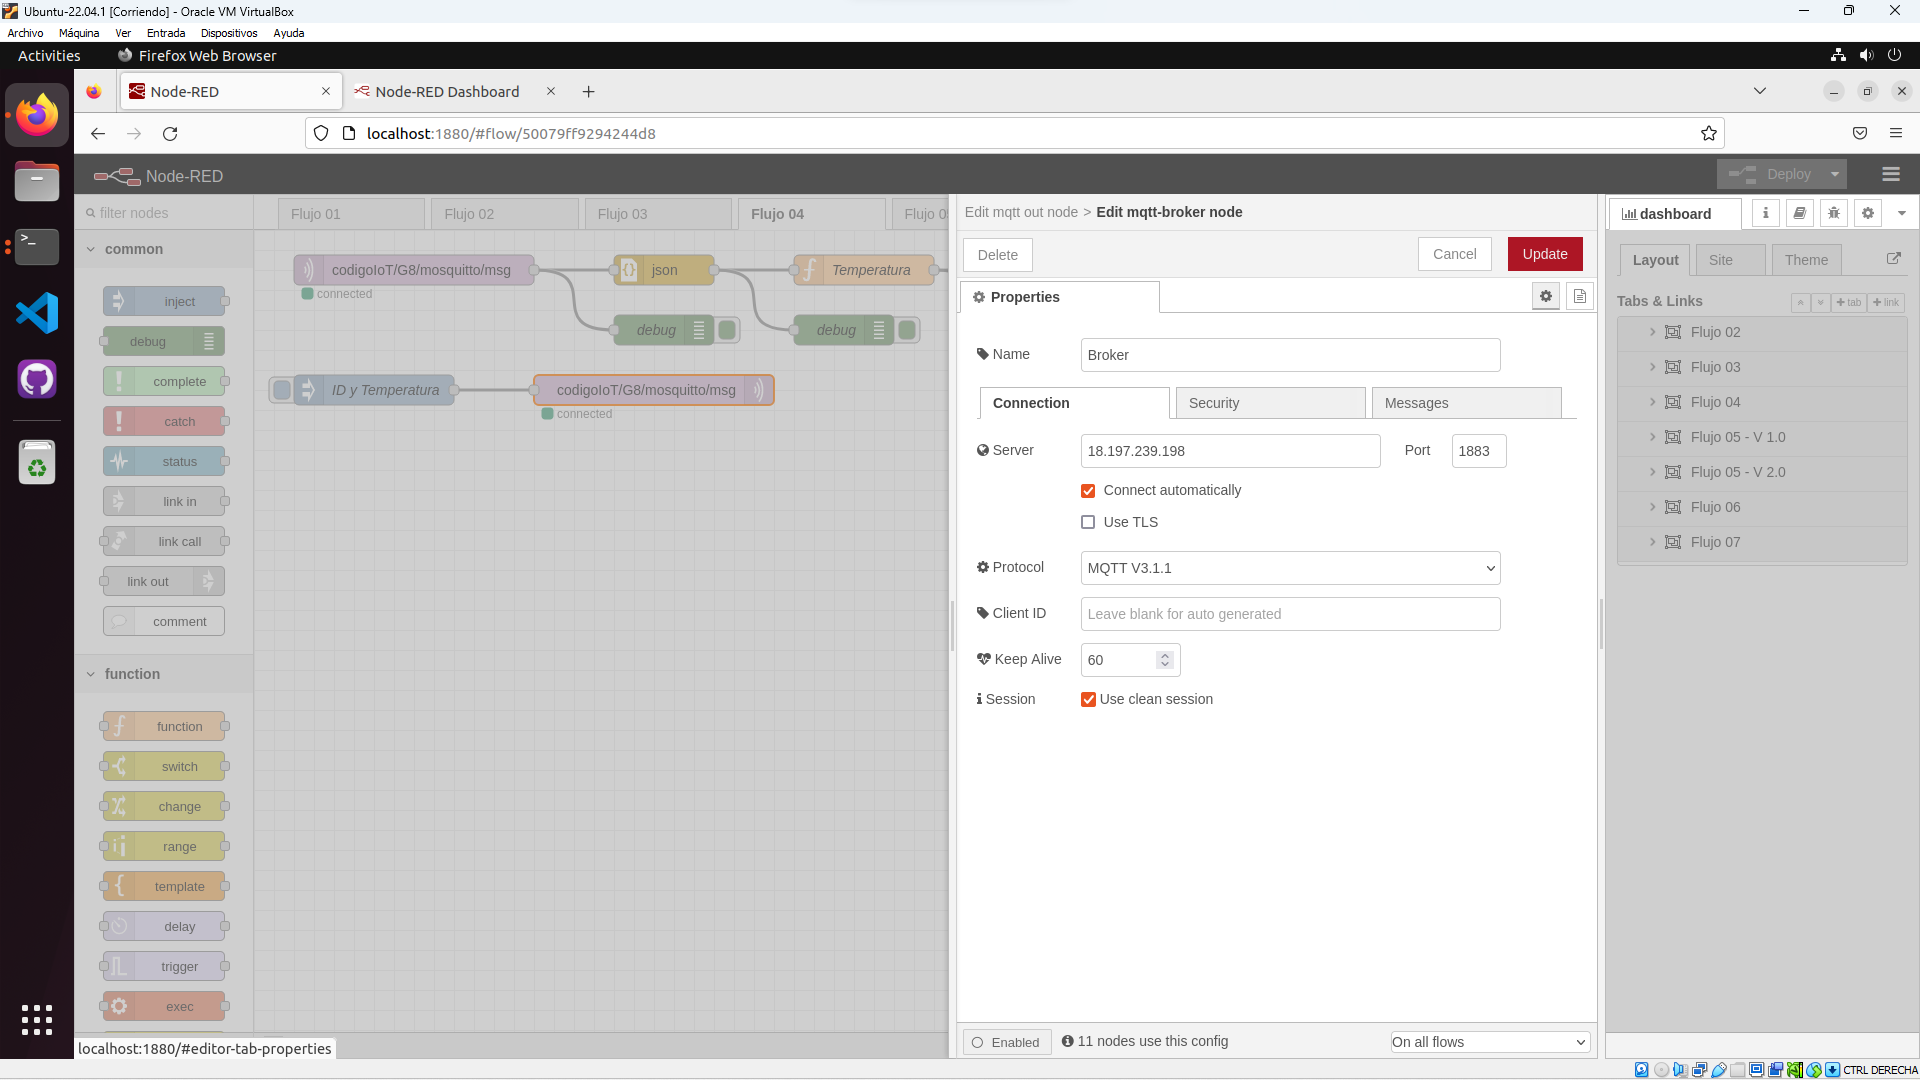 Ubuntu-22.04.1 [Corriendo] - Oracle VM VirtualBox
Archivo Máquina Ver Entrada Dispositivos Ayuda
Activities Firefox Web Browser
Node-RED Node-RED Dashboard
localhost:1880/#flow/50079ff9294244d8
Node-RED Deploy
filter nodes
common
inject
debug
complete
catch
status
link in
link call
link out
comment
function
function
switch
change
range
template
delay
trigger
exec
localhost:1880/#editor-tab-properties
Flujo 01 Flujo 02 Flujo 03 Flujo 04 Flujo 05
codigoIoT/G8/mosquitto/msg json Temperatura
connected
debug debug
ID y Temperatura codigoIoT/G8/mosquitto/msg
connected
Edit mqtt out node > Edit mqtt-broker node
Delete Cancel Update
Properties
Name Broker
Connection Security Messages
Server 18.197.239.198 Port 1883
Connect automatically
Use TLS
Protocol MQTT V3.1.1
Client ID Leave blank for auto generated
Keep Alive 60
Session Use clean session
Enabled 11 nodes use this config On all flows
dashboard
Layout Site Theme
Tabs & Links tab link
Flujo 02
Flujo 03
Flujo 04
Flujo 05 - V 1.0
Flujo 05 - V 2.0
Flujo 06
Flujo 07
CTRL DERECHA